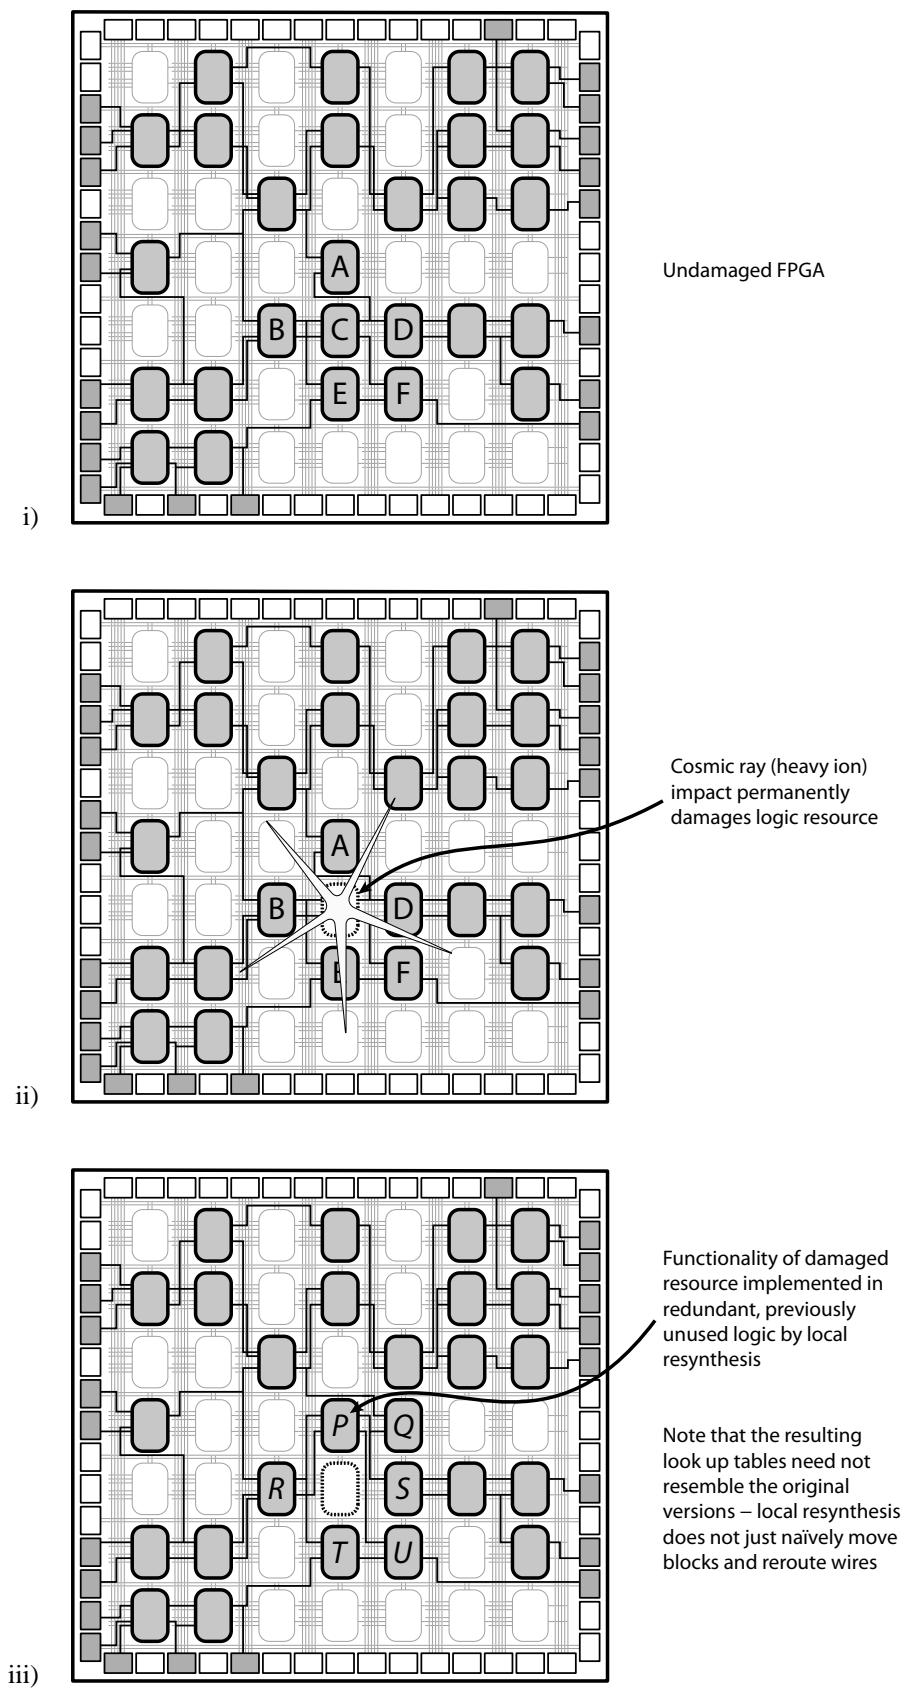 A
B
C
D
E
F
Undamaged FPGA
i)
Cosmic ray (heavy ion)
impact permanently
damages logic resource
A
B
D
E
F
ii)
Functionality of damaged
resource implemented in
redundant, previously
unused logic by local
resynthesis
P
Q
Note that the resulting
look up tables need not
resemble the original
versions – local resynthesis
does not just naïvely move
blocks and reroute wires
R
S
T
U
iii)